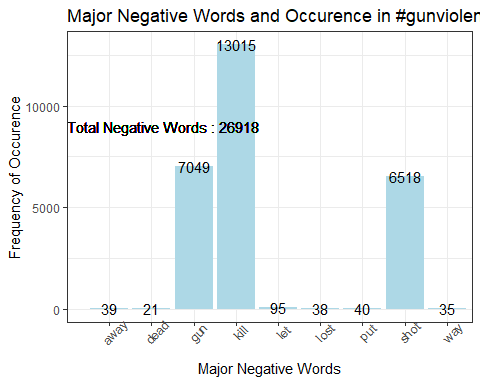 Major Negative Words and Occurence in #gunviolen
13015
10000
Total Negative Words : 26918
7049
6518
5000
0
39 21 95 38 40 35
away dead gun kill let lost put shot way
Major Negative Words
Frequency of Occurence